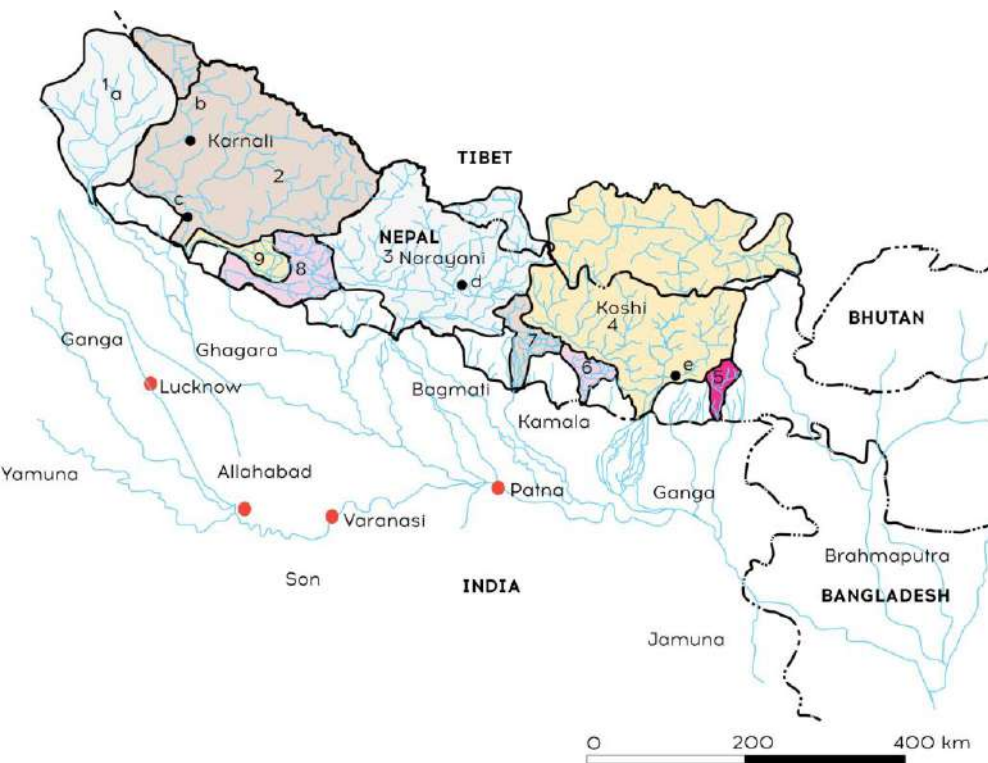 1
a
b
Karnali
TIBET
2
c
NEPAL
3 Narayani
9
8
d
Koshi
4
BHUTAN
7
Ganga
Ghagara
6
e
5
Lucknow
Bagmati
Kamala
Yamuna
Allahabad
Patna
Ganga
Varanasi
Brahmaputra
Son
INDIA
BANGLADESH
Jamuna
0 200 400 km